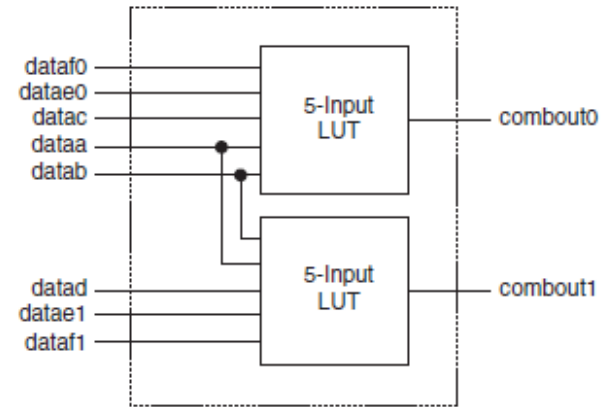 dataf0
datae0
datac
dataa
datab
5-Input
LUT
combout0
datad
datae1
dataf1
5-Input
LUT
combout1